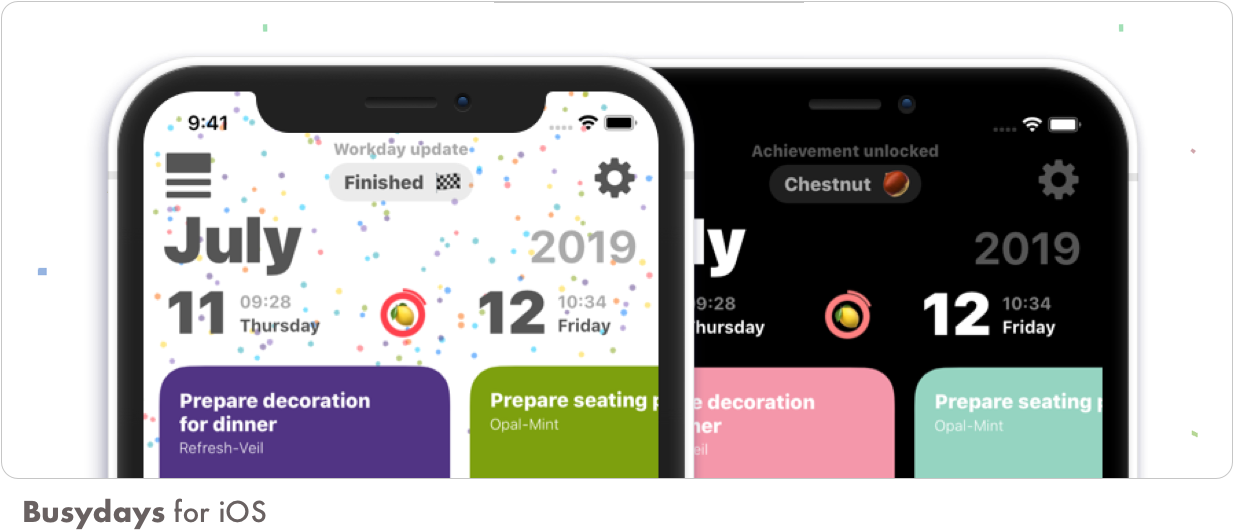 9:41
Workday update
Finished
July
2019
11
09:28
Thursday
12
10:34
Friday
Prepare decoration
for dinner
Refresh-Veil
Prepare seating
Opal-Mint
Achievement unlocked
Chestnut
ly
2019
9:28
hursday
12
10:34
Friday
e decoration
ner
eil
Prepare seating
Opal-Mint
Busydays for iOS